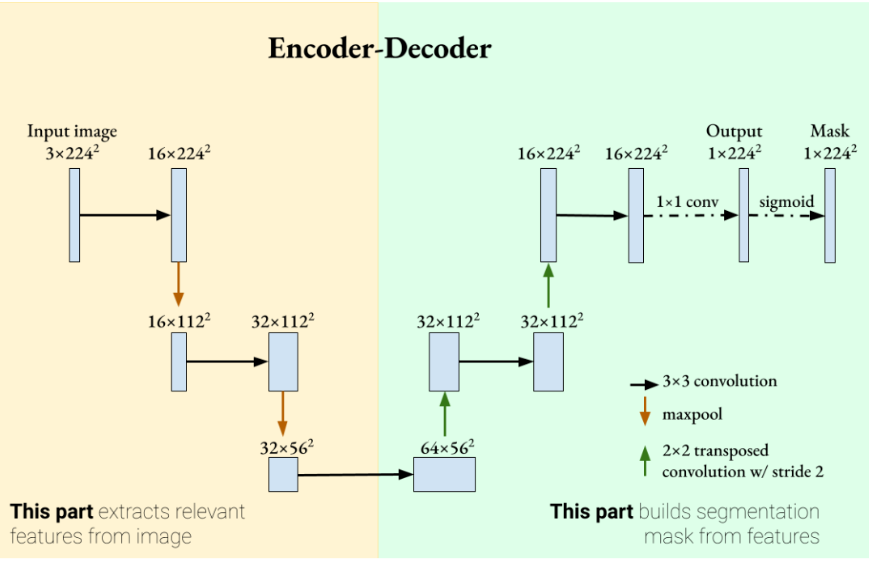 Encoder-Decoder
Input image
3×224²
16×224²
16×224²
16×224²
Output
1×224²
Mask
1×224²
1×1 conv
sigmoid
16×112²
32×112²
32×112²
32×112²
3×3 convolution
maxpool
2×2 transposed
convolution w/ stride 2
32×56²
64×56²
This part extracts relevant
features from image
This part builds segmentation
mask from features